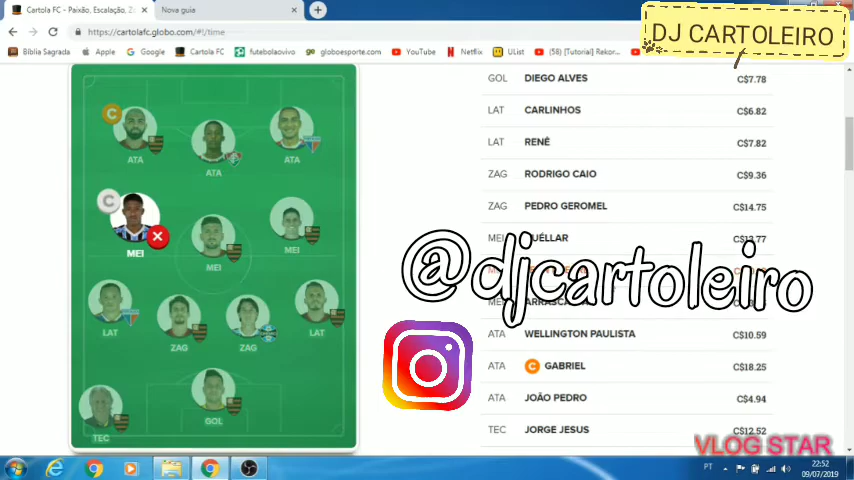 Cartola FC - Paixão, Escalação, Z
Nova guia
https://cartolafc.globo.com/#!/time
Bíblia Sagrada
Apple
Google
Cartola FC
futebolaovivo
globoesporte.com
YouTube
Netflix
UList
(58) [Tutorial] Rekor...
DJ CARTOLEIRO
C
ATA
ATA
ATA
C
MEI
MEI
MEI
LAT
ZAG
ZAG
LAT
GOL
TEC
GOL DIEGO ALVES C$7.78
LAT CARLINHOS C$6.82
LAT RENÊ C$7.82
ZAG RODRIGO CAIO C$9.36
ZAG PEDRO GEROMEL C$14.75
MEI
@djcartoleiro
ATA WELLINGTON PAULISTA C$10.59
ATA C GABRIEL C$18.25
ATA JOÃO PEDRO C$4.94
TEC JORGE JESUS C$12.52
VLOG STAR
PT
22:52
09/07/2019